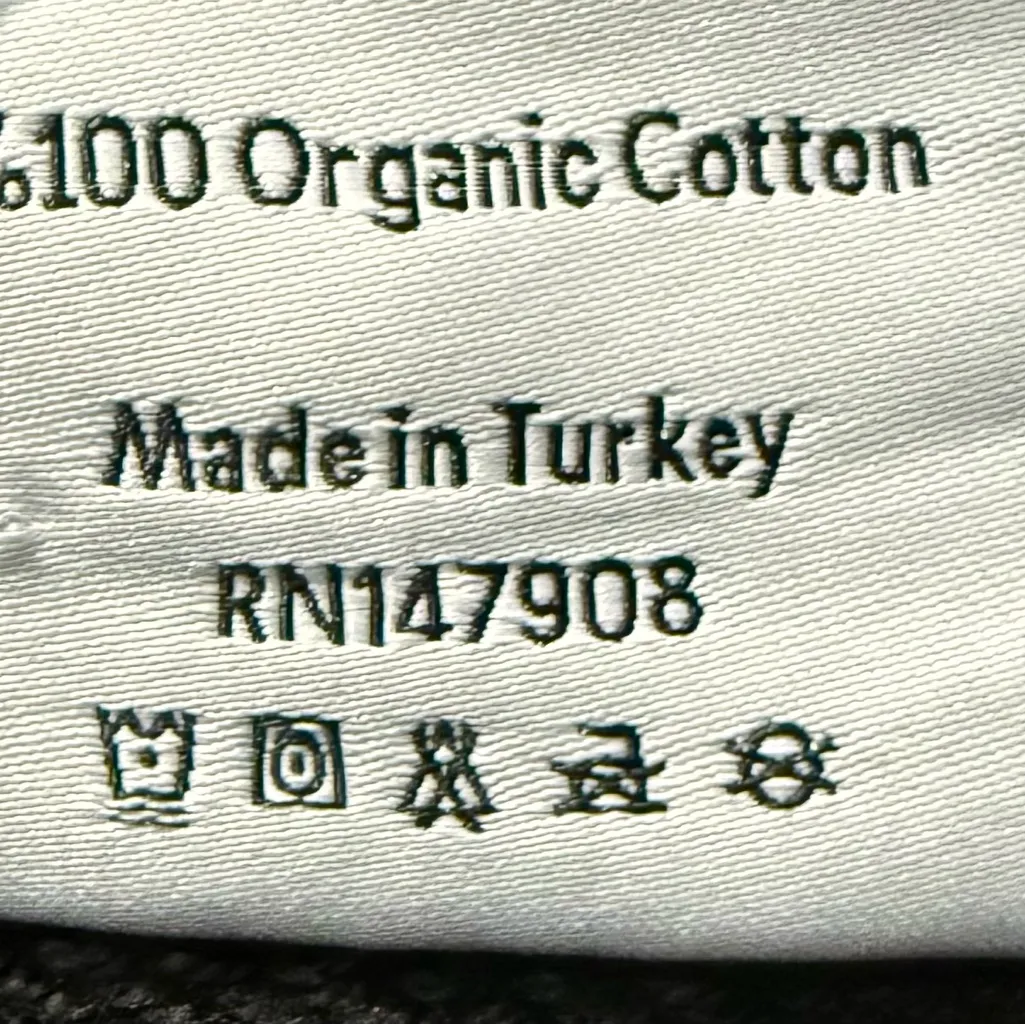 %100 Organic Cotton
Made in Turkey
RN147908